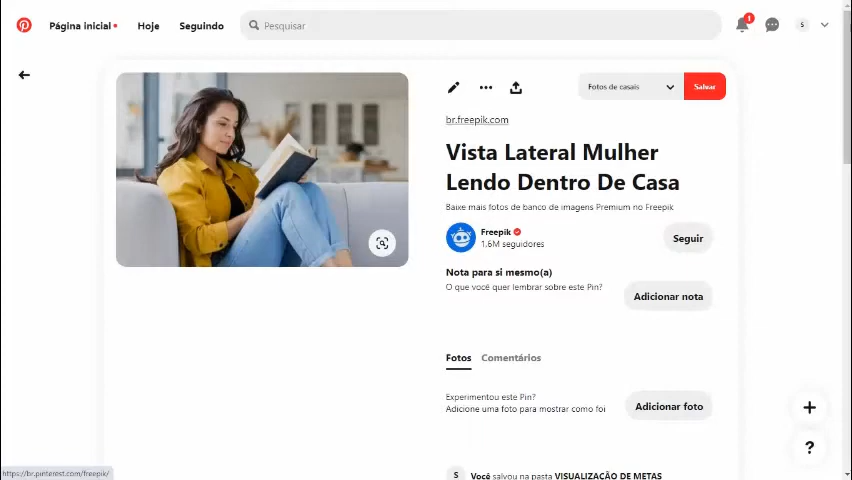 Página inicial Hoje Seguindo Pesquisar 1 S
Fotos de casais Salvar
br.freepik.com
Vista Lateral Mulher
Lendo Dentro De Casa
Baixe mais fotos de banco de imagens Premium no Freepik
Freepik
1.6M seguidores
Seguir
Nota para si mesmo(a)
O que você quer lembrar sobre este Pin?
Adicionar nota
Fotos Comentários
Experimentou este Pin?
Adicione uma foto para mostrar como foi
Adicionar foto
+
?
S Você salvou na pasta VISUALIZAÇÃO DE METAS
https://br.pinterest.com/freepik/